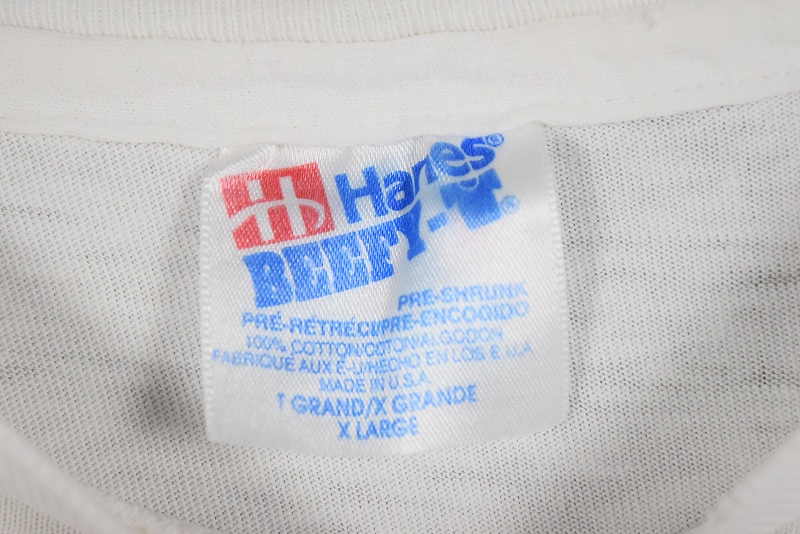 H Hanes®
BEEFY-T®
PRE-SHRUNK
PRÉ-RÉTRÉCI/PRE-ENCOGIDO
100% COTTON/COTON/ALGODON
FABRIQUÉ AUX É-U/HECHO EN LOS E.U.A.
MADE IN U.S.A.
T GRAND/X GRANDE
X LARGE